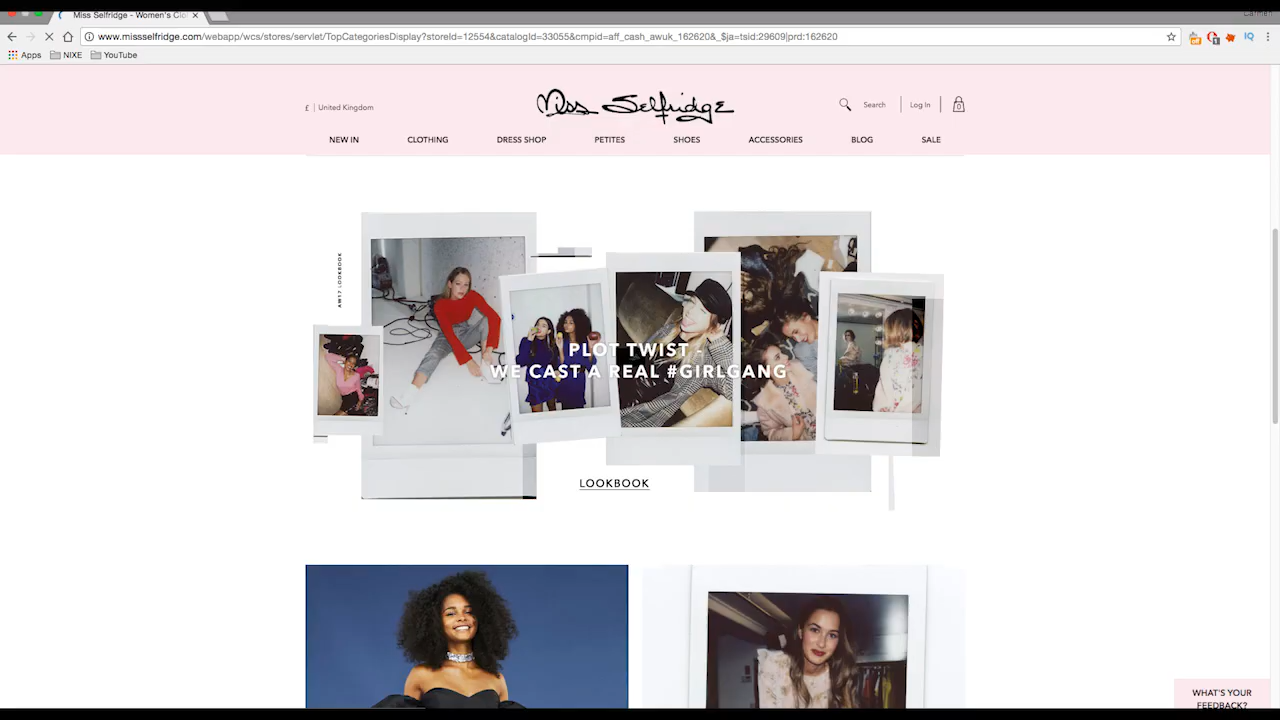 Miss Selfridge - Women's Clo
Carmen
www.missselfridge.com/webapp/wcs/stores/servlet/TopCategoriesDisplay?storeId=12554&catalogId=33055&cmpid=aff_cash_awuk_162620&_$ja=tsid:29609|prd:162620
Apps NIXE YouTube
£ | United Kingdom
Miss Selfridge
Search
Log In
0
NEW IN CLOTHING DRESS SHOP PETITES SHOES ACCESSORIES BLOG SALE
AW17 LOOKBOOK
PLOT TWIST -
WE CAST A REAL #GIRLGANG
LOOKBOOK
WHAT'S YOUR
FEEDBACK?